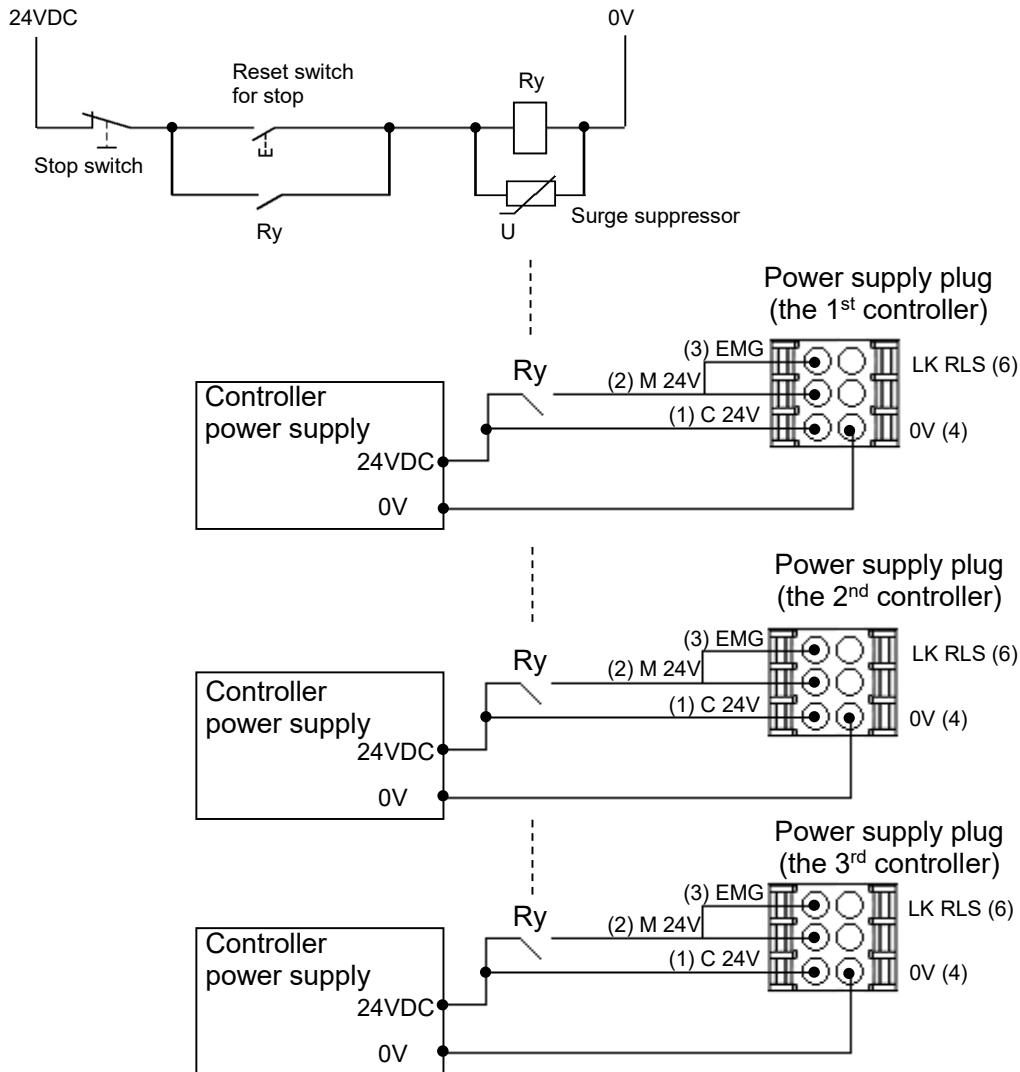 24VDC
0V
Reset switch
for stop
Ry
Stop switch
Ry
U
Surge suppressor
Power supply plug
(the 1st controller)
(3) EMG
LK RLS (6)
Ry
(2) M 24V
Controller
power supply
(1) C 24V
0V (4)
24VDC
0V
Power supply plug
(the 2nd controller)
(3) EMG
LK RLS (6)
Ry
(2) M 24V
Controller
power supply
(1) C 24V
0V (4)
24VDC
0V
Power supply plug
(the 3rd controller)
(3) EMG
LK RLS (6)
Ry
(2) M 24V
Controller
power supply
(1) C 24V
0V (4)
24VDC
0V